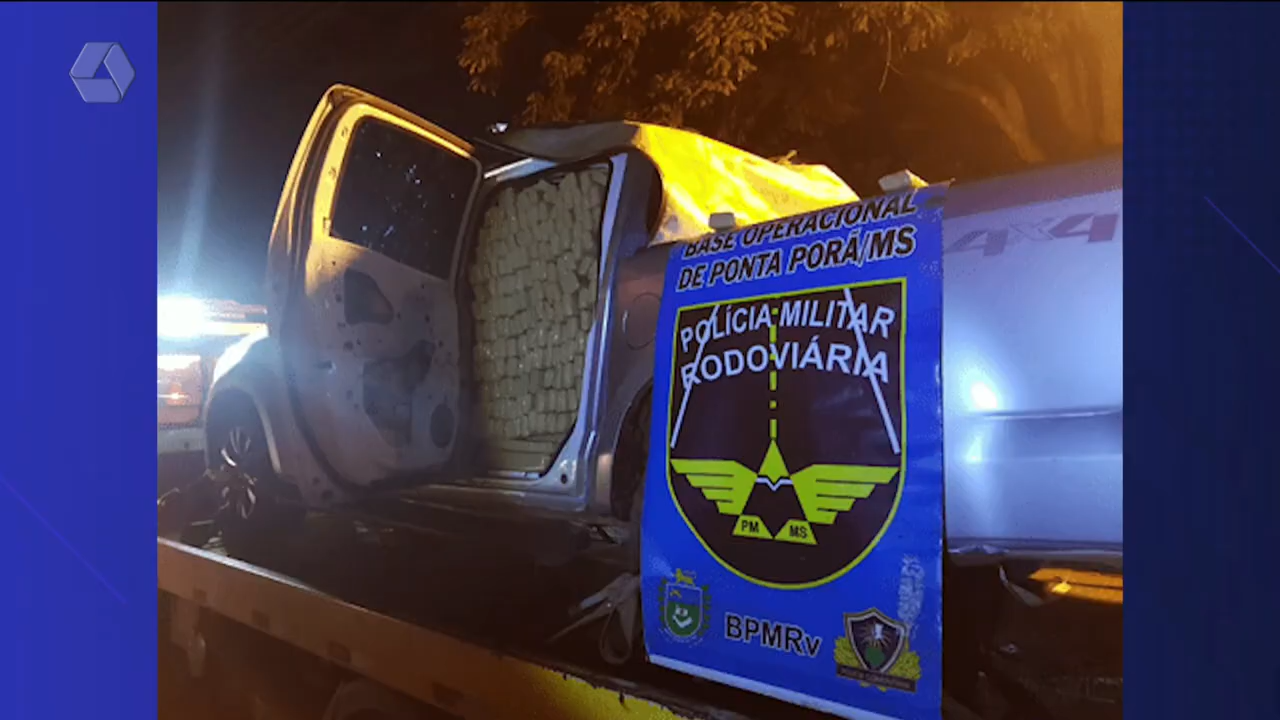 BASE OPERACIONAL
DE PONTA PORÃ/MS
POLÍCIA MILITAR
RODOVIÁRIA
PM MS
BPMRv
4x4